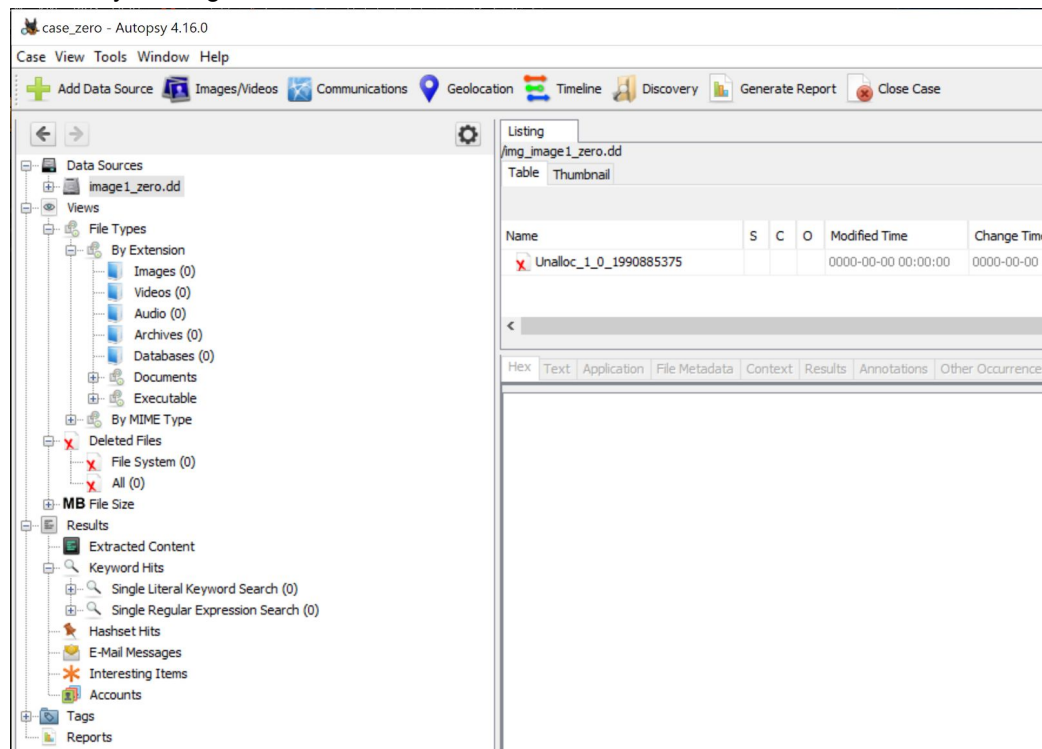 case_zero - Autopsy 4.16.0
Case View Tools Window Help
Add Data Source Images/Videos Communications Geolocation Timeline Discovery Generate Report Close Case
Listing
/img_image1_zero.dd
Table Thumbnail
Name S C O Modified Time Change Time
Unalloc_1_0_1990885375 0000-00-00 00:00:00 0000-00-00
Hex Text Application File Metadata Context Results Annotations Other Occurrence
Data Sources
image1_zero.dd
Views
File Types
By Extension
Images (0)
Videos (0)
Audio (0)
Archives (0)
Databases (0)
Documents
Executable
By MIME Type
Deleted Files
File System (0)
All (0)
MB File Size
Results
Extracted Content
Keyword Hits
Single Literal Keyword Search (0)
Single Regular Expression Search (0)
Hashset Hits
E-Mail Messages
Interesting Items
Accounts
Tags
Reports